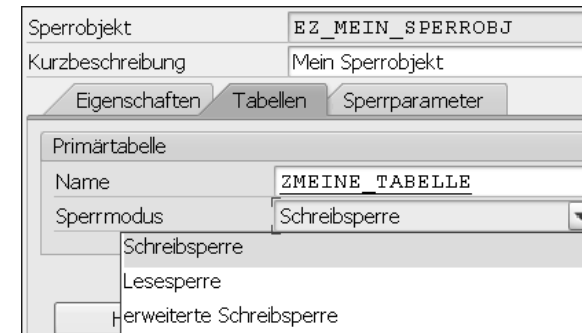 Sperrobjekt EZ_MEIN_SPERROBJ
Kurzbeschreibung Mein Sperrobjekt
Eigenschaften Tabellen Sperrparameter
Primärtabelle
Name ZMEINE_TABELLE
Sperrmodus Schreibsperre
Schreibsperre
Lesesperre
erweiterte Schreibsperre